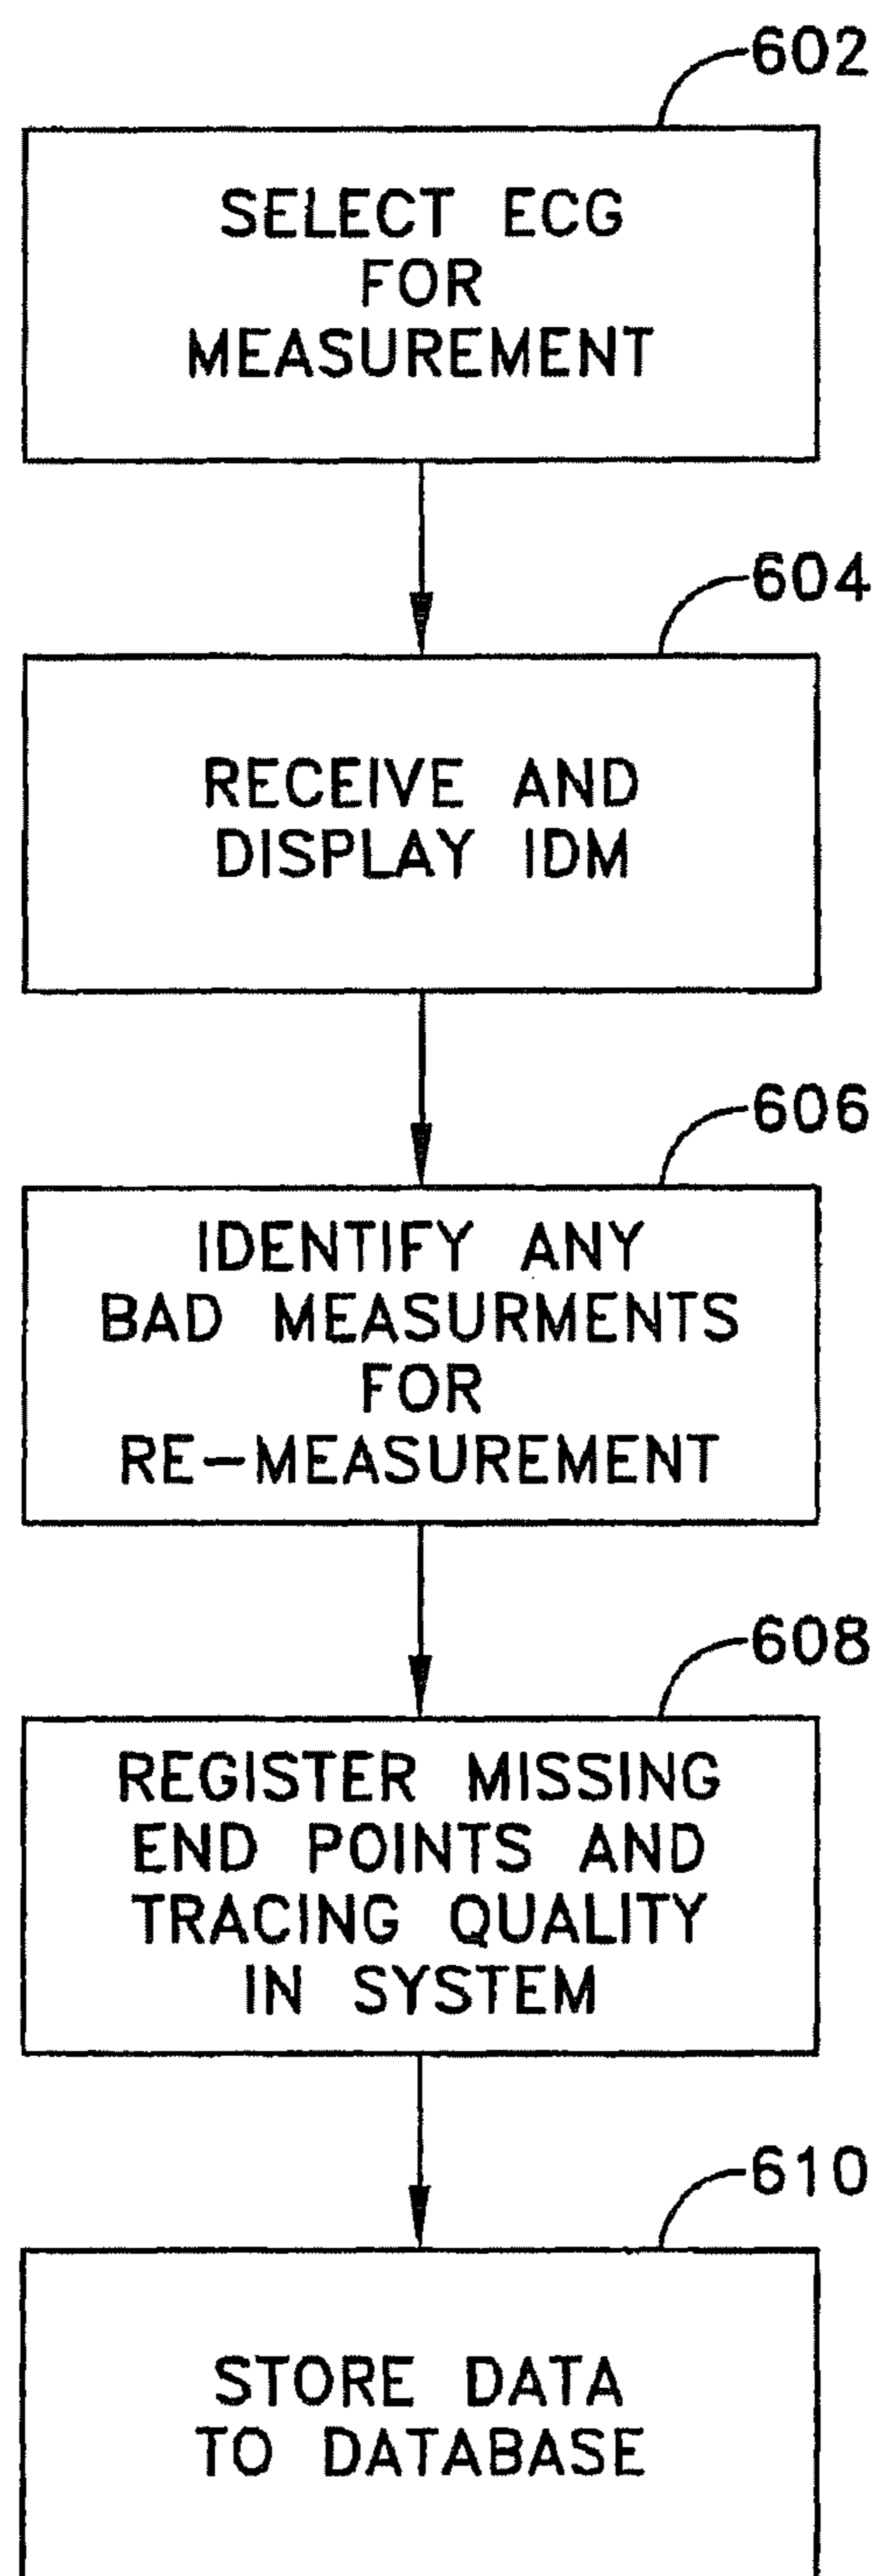 602
SELECT ECG
FOR
MEASUREMENT
604
RECEIVE AND
DISPLAY IDM
606
IDENTIFY ANY
BAD MEASURMENTS
FOR
RE-MEASUREMENT
608
REGISTER MISSING
END POINTS AND
TRACING QUALITY
IN SYSTEM
610
STORE DATA
TO DATABASE